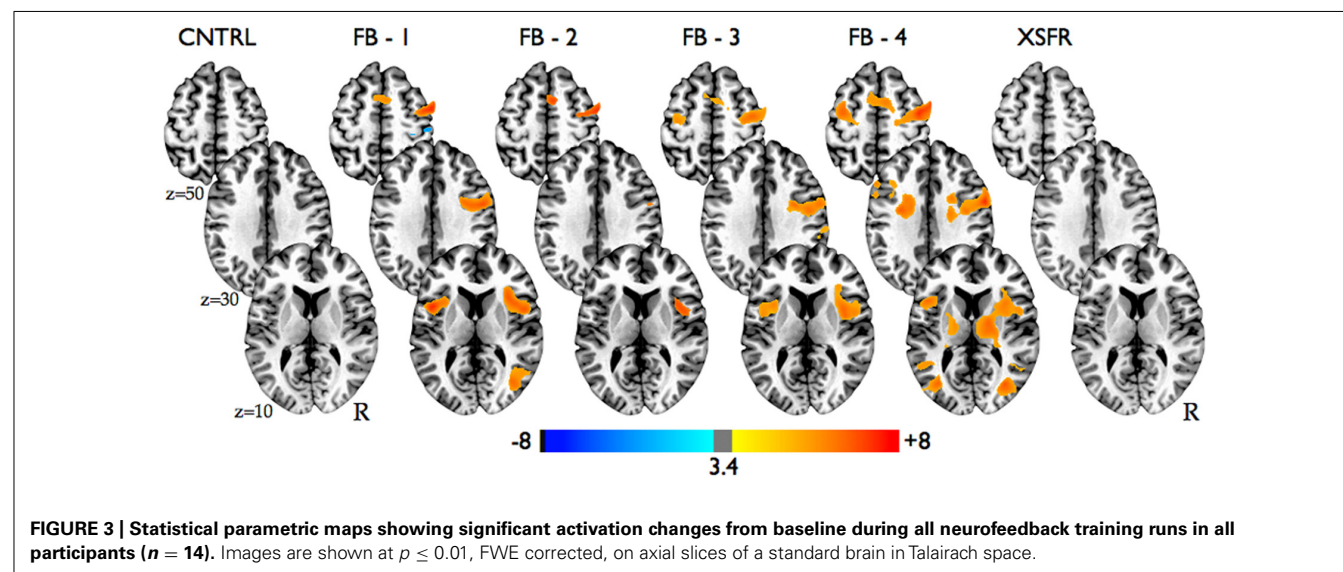 CNTRL FB - 1 FB - 2 FB - 3 FB - 4 XSFR
z=50
z=30
z=10 R R
-8 +8
3.4
FIGURE 3 | Statistical parametric maps showing significant activation changes from baseline during all neurofeedback training runs in all
participants (n = 14). Images are shown at p ≤ 0.01, FWE corrected, on axial slices of a standard brain in Talairach space.